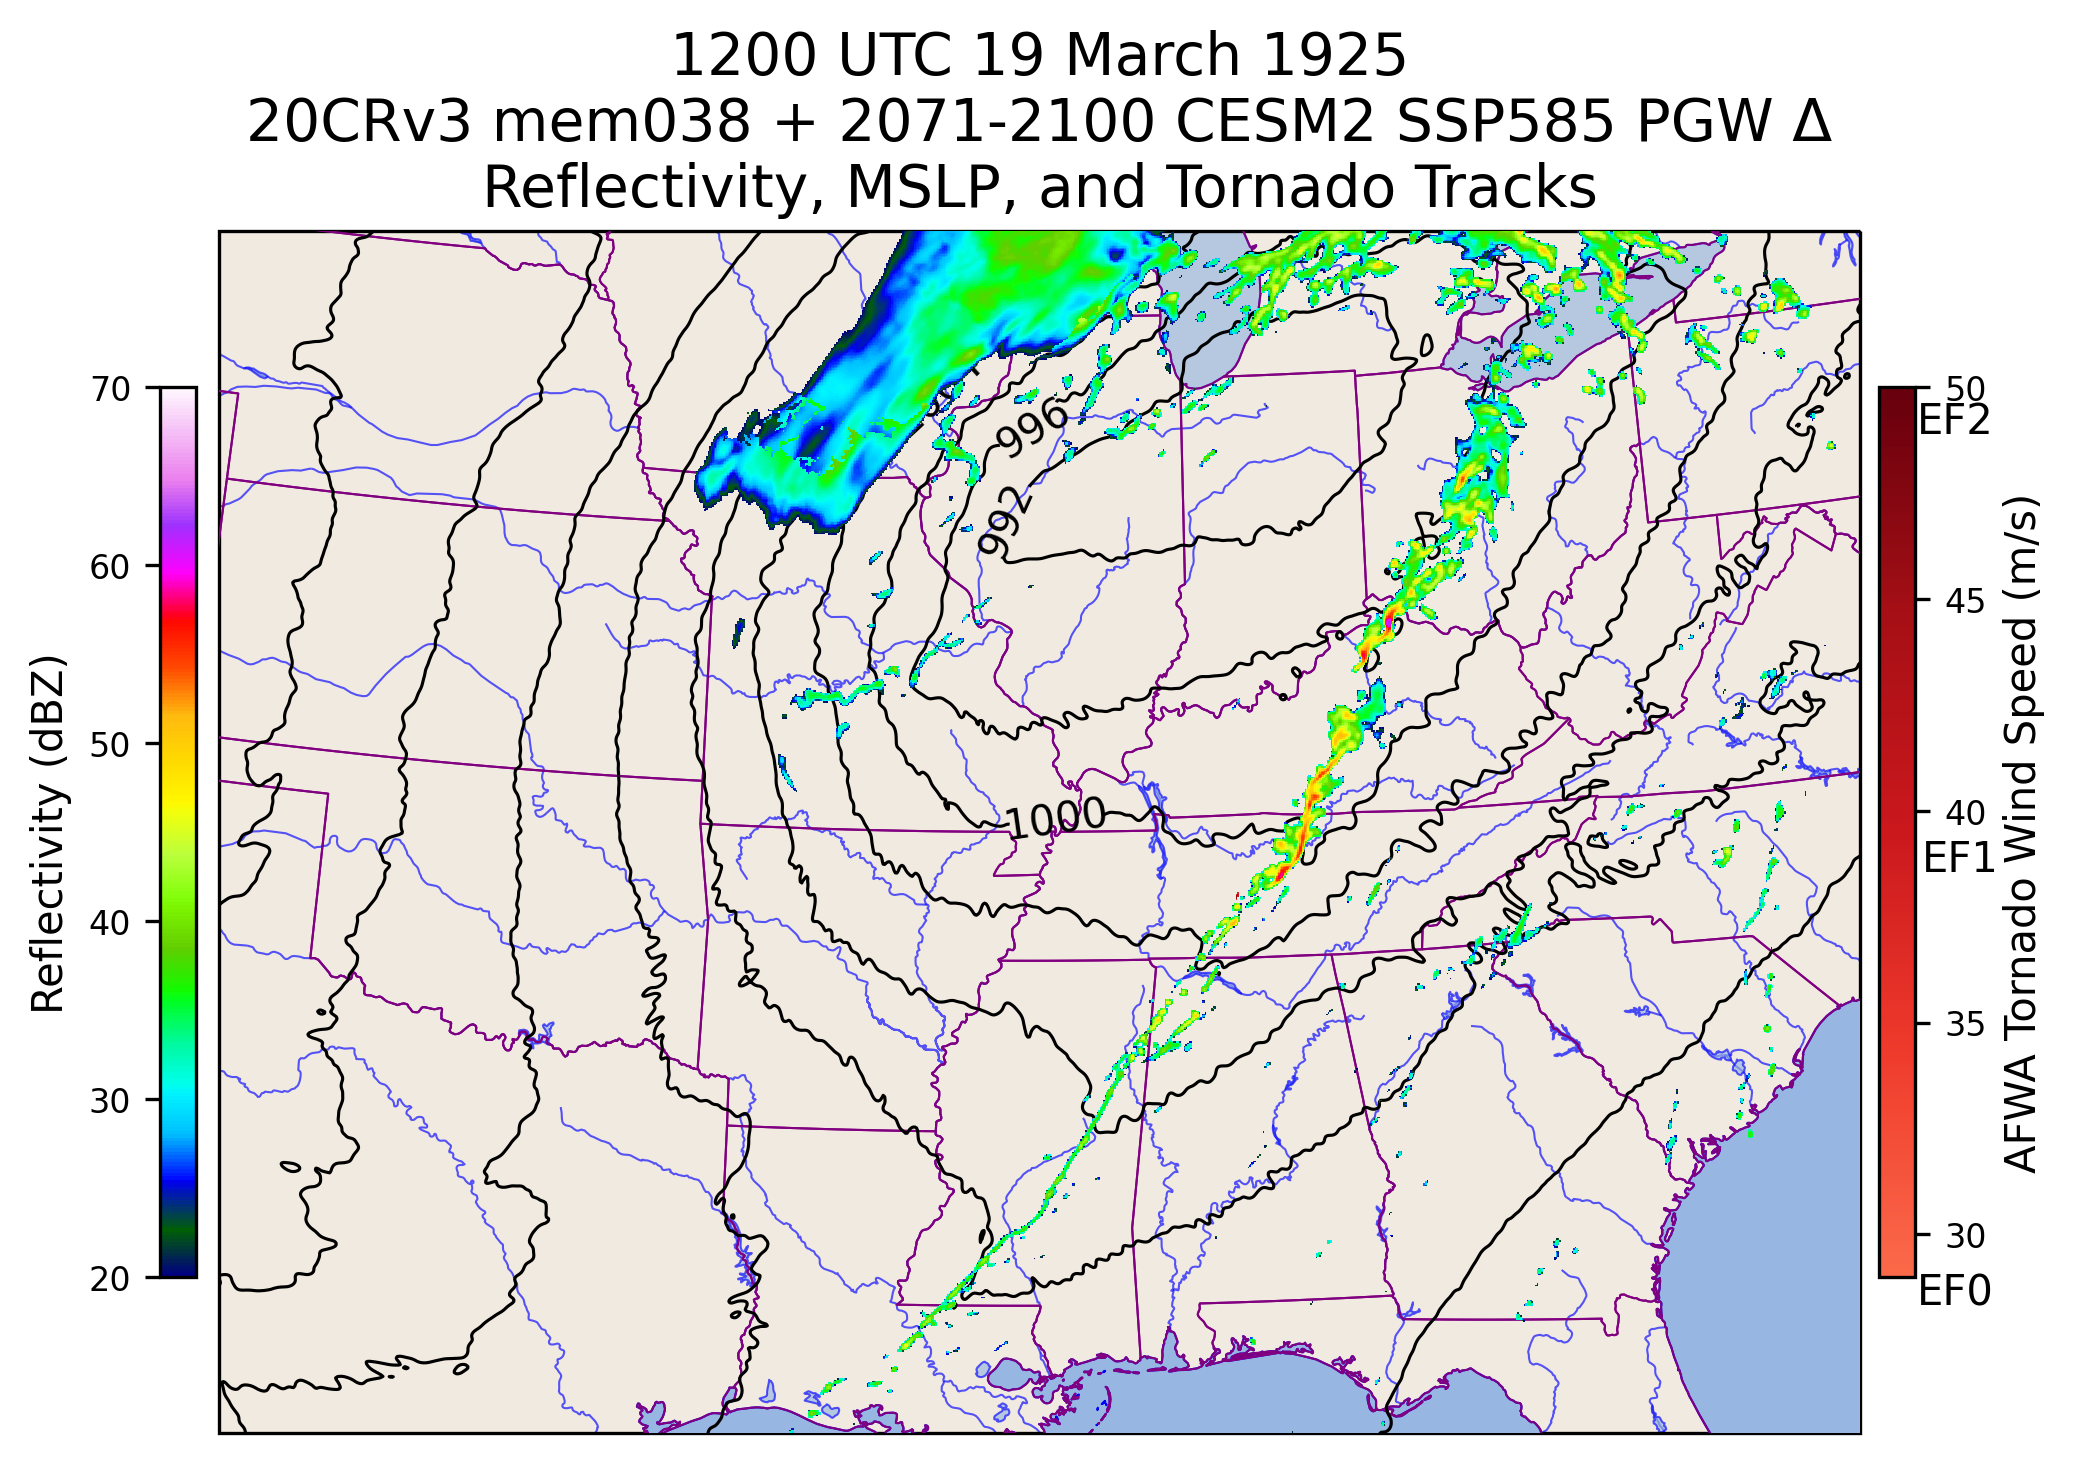 1200 UTC 19 March 1925
20CRv3 mem038 + 2071-2100 CESM2 SSP585 PGW Δ
Reflectivity, MSLP, and Tornado Tracks
70
60
50
40
30
20
Reflectivity (dBZ)
996
992
1000
50
EF2
45
40
EF1
35
30
EF0
AFWA Tornado Wind Speed (m/s)